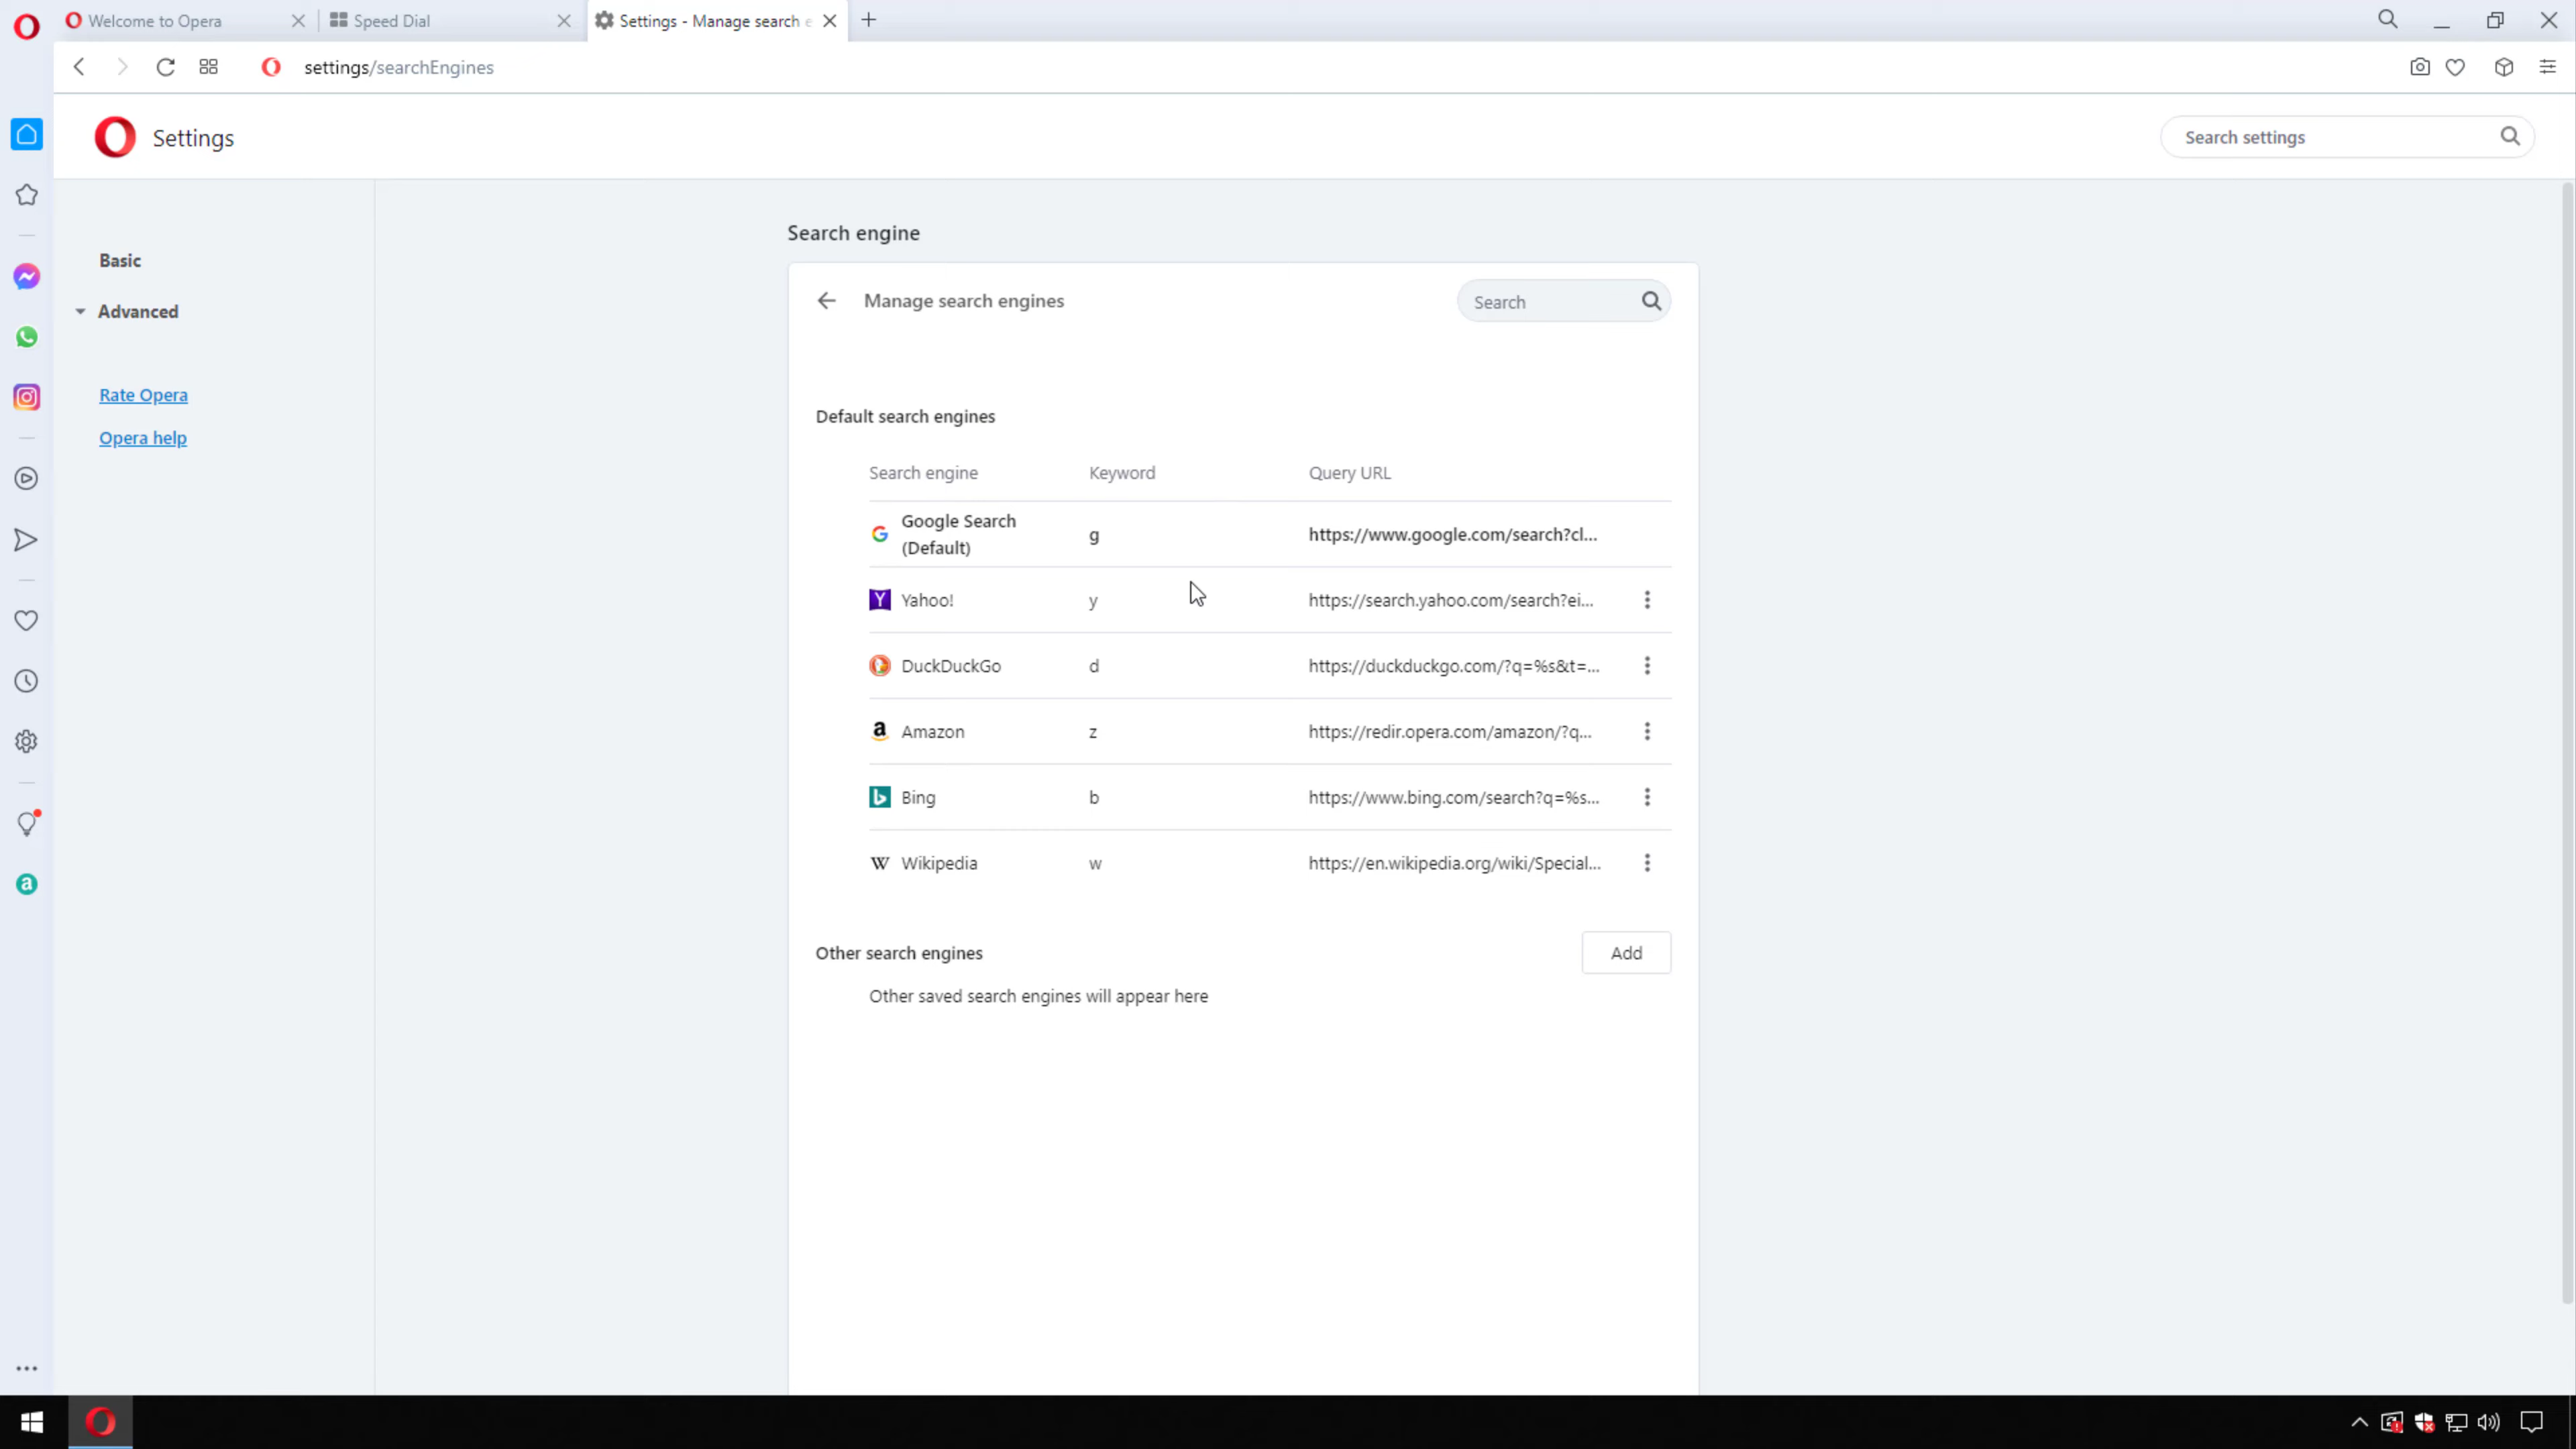 Welcome to Opera
Speed Dial
Settings - Manage search e
settings/searchEngines
Settings
Search settings
Basic
Advanced
Rate Opera
Opera help
Search engine
Manage search engines
Search
Default search engines
Search engine Keyword Query URL
Google Search (Default) g https://www.google.com/search?cl...
Yahoo! y https://search.yahoo.com/search?ei...
DuckDuckGo d https://duckduckgo.com/?q=%s&t=...
Amazon z https://redir.opera.com/amazon/?q...
Bing b https://www.bing.com/search?q=%s...
Wikipedia w https://en.wikipedia.org/wiki/Special...
Other search engines
Add
Other saved search engines will appear here